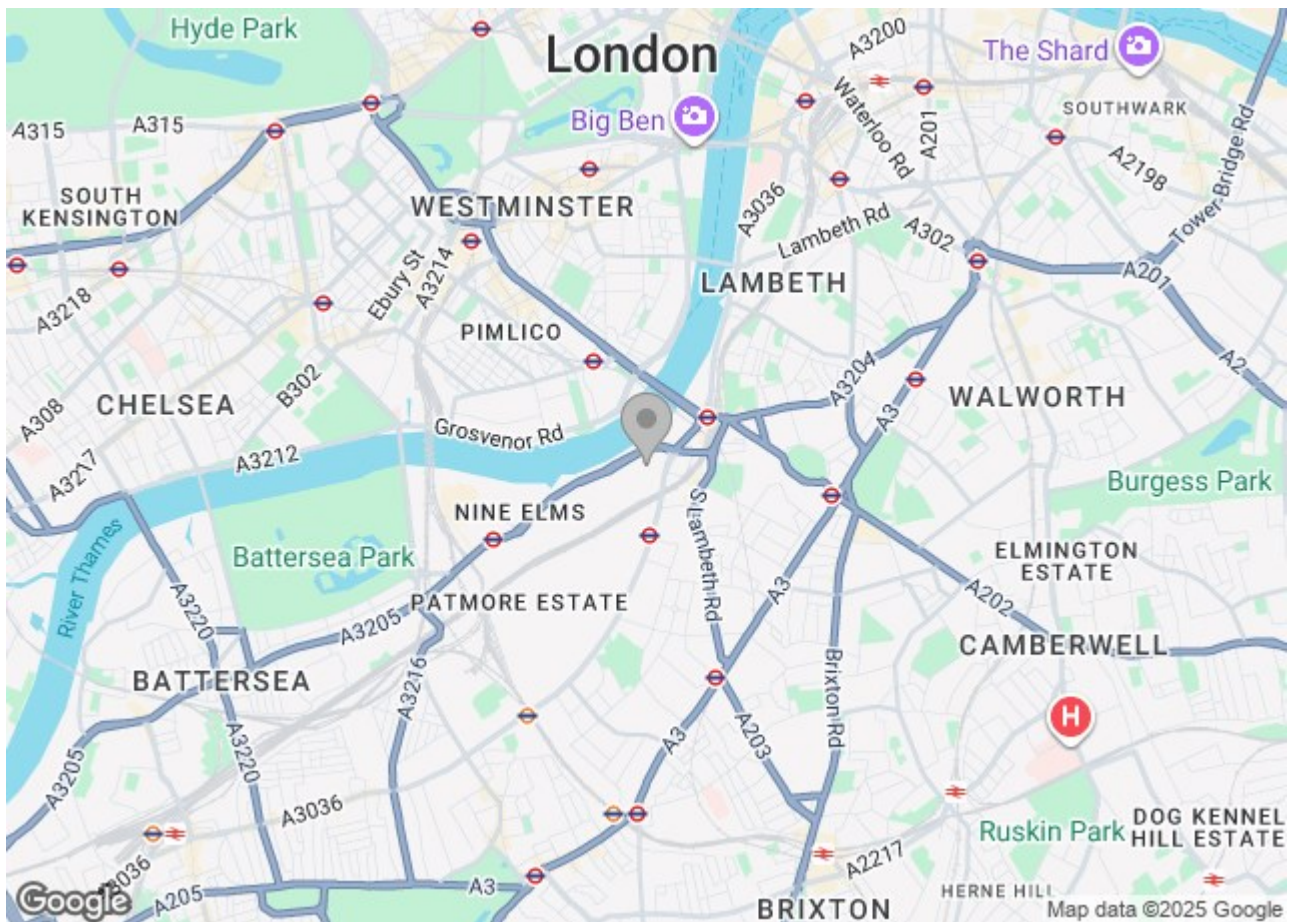 Hyde Park
London
A3200
The Shard
A315
A315
Big Ben
Waterloo Rd
A201
SOUTHWARK
A2198
Tower Bridge Rd
SOUTH
KENSINGTON
WESTMINSTER
A3036
Lambeth Rd
A302
Ebury St
A3214
LAMBETH
A201
A3218
PIMLICO
A2
A308
CHELSEA
B302
A3204
A3
WALWORTH
Grosvenor Rd
A3212
A3217
Burgess Park
NINE ELMS
S Lambeth Rd
River Thames
Battersea Park
ELMINGTON
ESTATE
A3220
A3205
PATMORE ESTATE
A3
A202
CAMBERWELL
BATTERSEA
A3216
Brixton Rd
H
A3220
A3
A203
A3205
A3036
Ruskin Park
DOG KENNEL
HILL ESTATE
A3036
A2217
A205
A3
HERNE HILL
BRIXTON
Google
Map data ©2025 Google